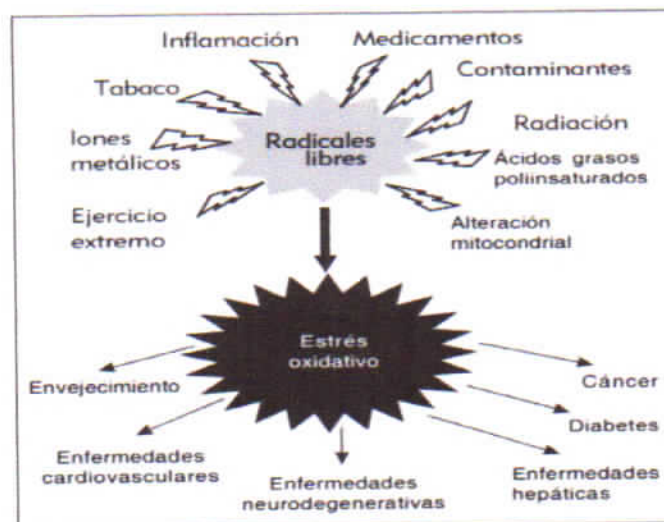 Inflamación
Medicamentos
Tabaco
Contaminantes
Iones
metálicos
Radicales
libres
Radiación
Ácidos grasos
poliinsaturados
Ejercicio
extremo
Alteración
mitocondrial
Estrés
oxidativo
Envejecimiento
Cáncer
Diabetes
Enfermedades
cardiovasculares
Enfermedades
neurodegenerativas
Enfermedades
hepáticas